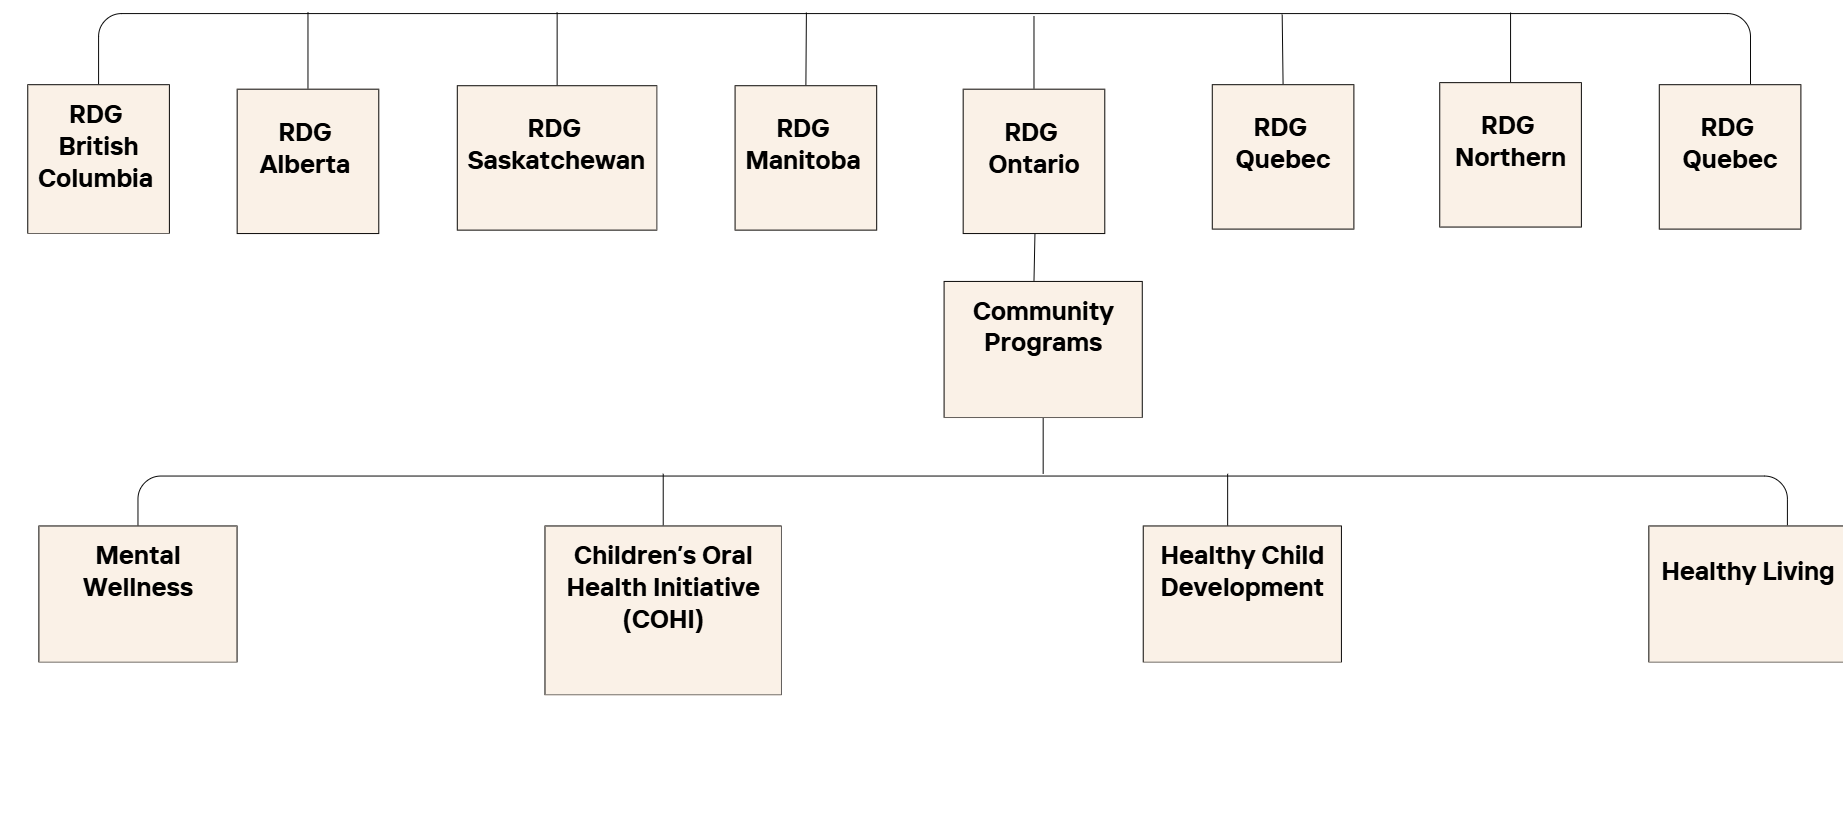 RDG
British
Columbia
RDG
Alberta
RDG
Saskatchewan
RDG
Manitoba
RDG
Ontario
RDG
Quebec
RDG
Northern
RDG
Quebec
Community
Programs
Mental
Wellness
Children’s Oral
Health Initiative
(COHI)
Healthy Child
Development
Healthy Living